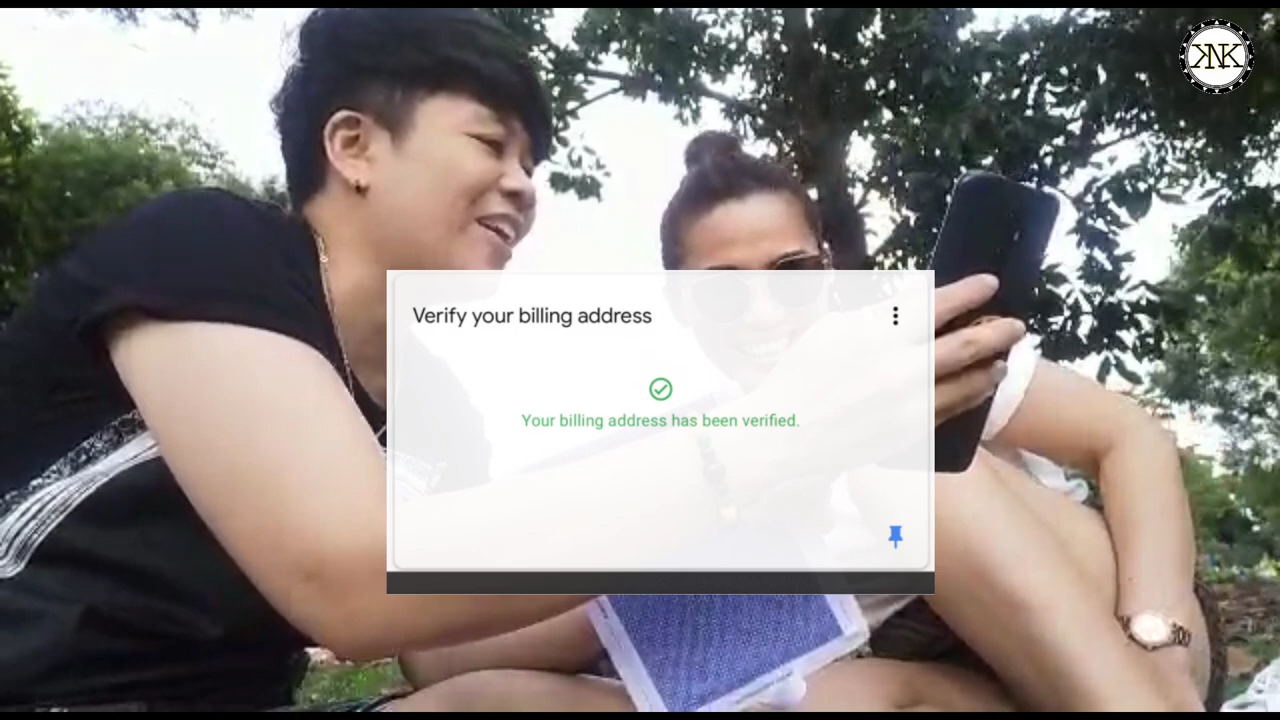 KNK
Verify your billing address
Your billing address has been verified.